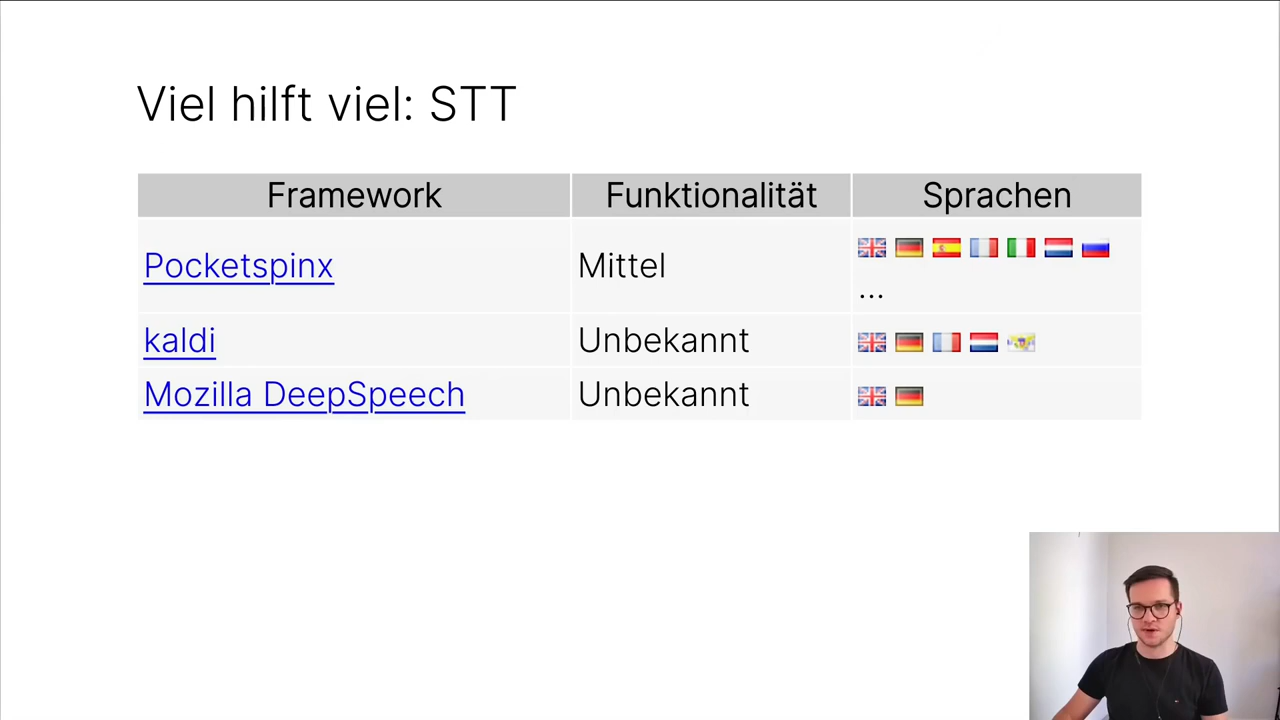 Viel hilft viel: STT
Framework Funktionalität Sprachen
Pocketspinx Mittel
...
kaldi Unbekannt
Mozilla DeepSpeech Unbekannt